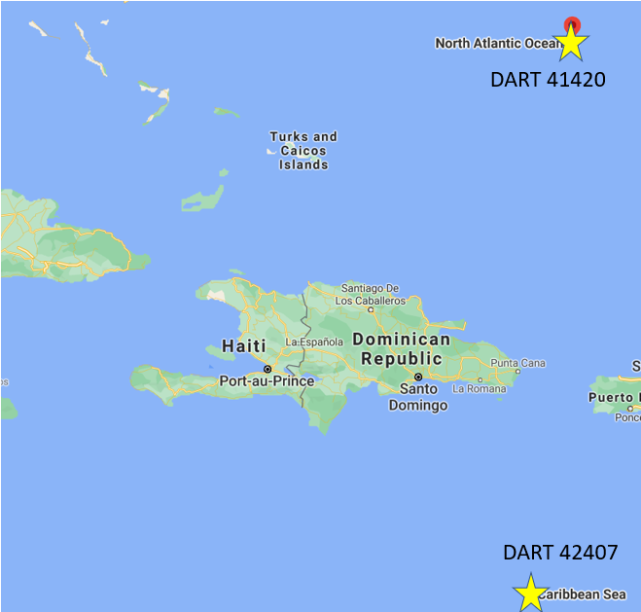 North Atlantic Ocean
DART 41420
Turks and
Caicos
Islands
Santiago De
Los Caballeros
Haiti
La Española
Dominican
Republic
Punta Cana
Port-au-Prince
Santo
Domingo
La Romana
Puerto
Ponce
DART 42407
Caribbean Sea